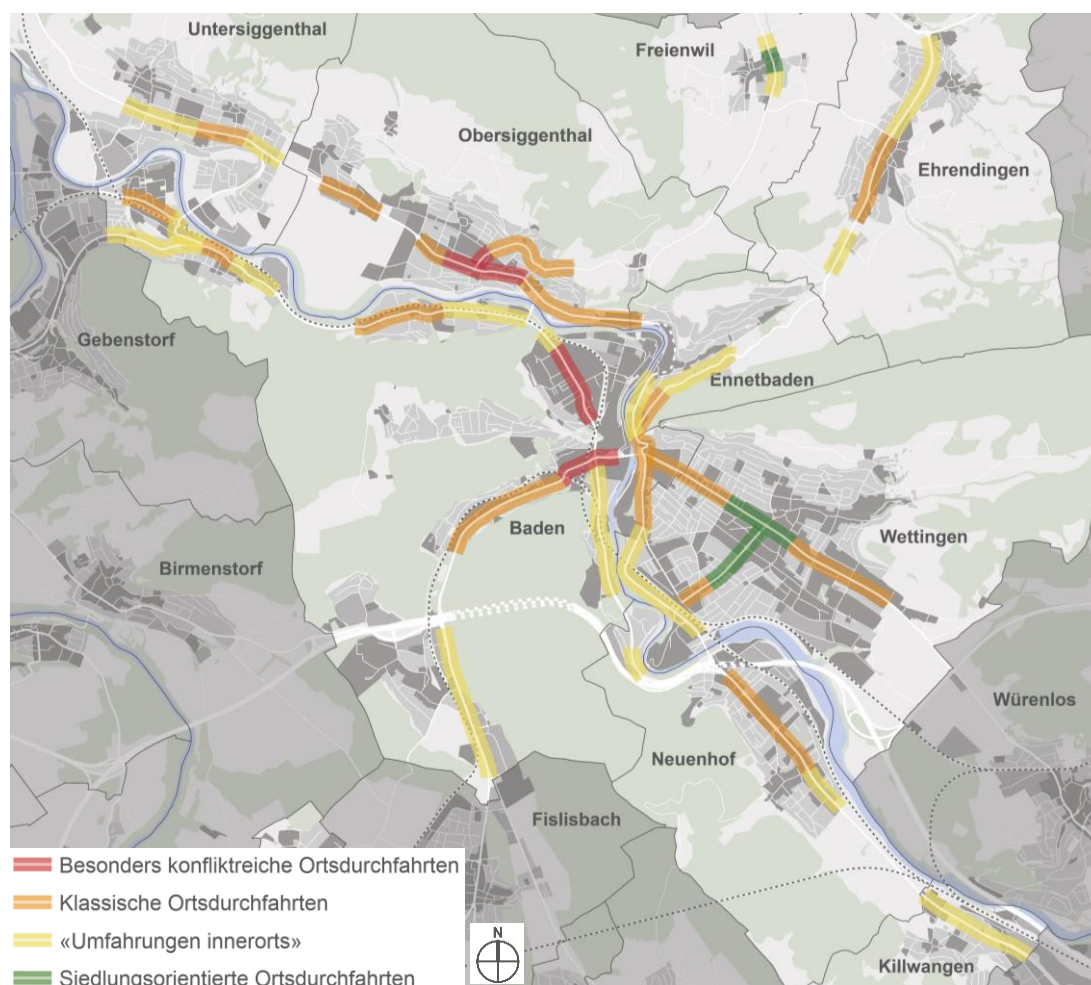 Untersiggenthal
Freienwil
Obersiggenthal
Ehrendingen
Gebenstorf
Ennetbaden
Baden
Wettingen
Birmenstorf
Würenlos
Neuenhof
Fislisbach
Besonders konfliktreiche Ortsdurchfahrten
Klassische Ortsdurchfahrten
«Umfahrungen innerorts»
N
Killwangen
Siedlungsorientierte Ortsdurchfahrten